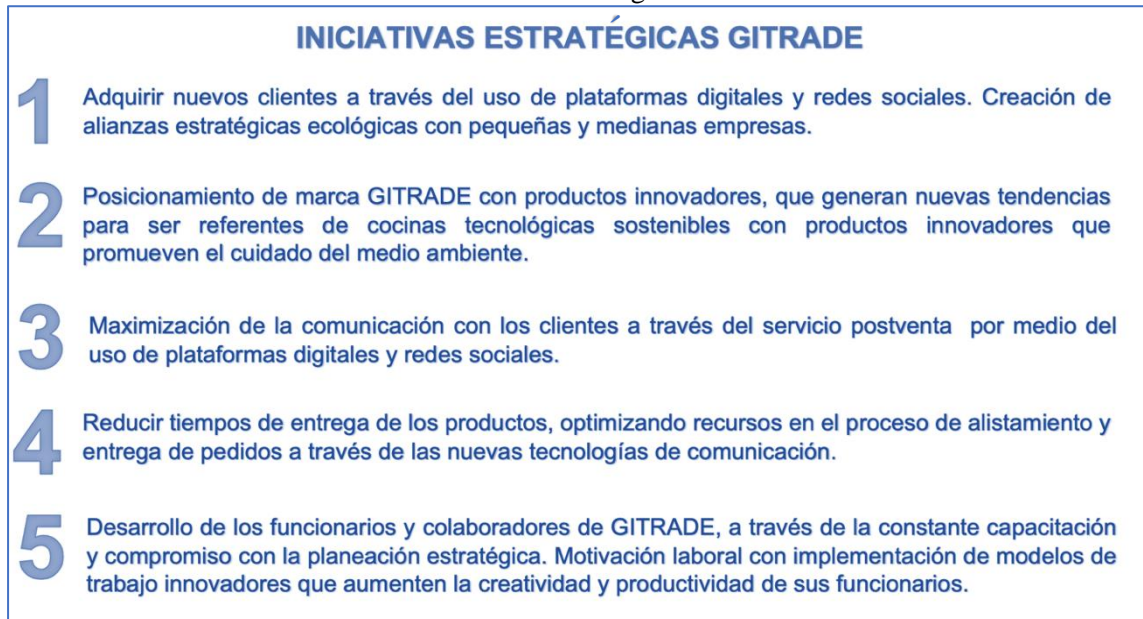 INICIATIVAS ESTRATÉGICAS GITRADE
1
Adquirir nuevos clientes a través del uso de plataformas digitales y redes sociales. Creación de
alianzas estratégicas ecológicas con pequeñas y medianas empresas.
2
Posicionamiento de marca GITRADE con productos innovadores, que generan nuevas tendencias
para ser referentes de cocinas tecnológicas sostenibles con productos innovadores que
promueven el cuidado del medio ambiente.
3
Maximización de la comunicación con los clientes a través del servicio postventa por medio del
uso de plataformas digitales y redes sociales.
4
Reducir tiempos de entrega de los productos, optimizando recursos en el proceso de alistamiento y
entrega de pedidos a través de las nuevas tecnologías de comunicación.
5
Desarrollo de los funcionarios y colaboradores de GITRADE, a través de la constante capacitación
y compromiso con la planeación estratégica. Motivación laboral con implementación de modelos de
trabajo innovadores que aumenten la creatividad y productividad de sus funcionarios.